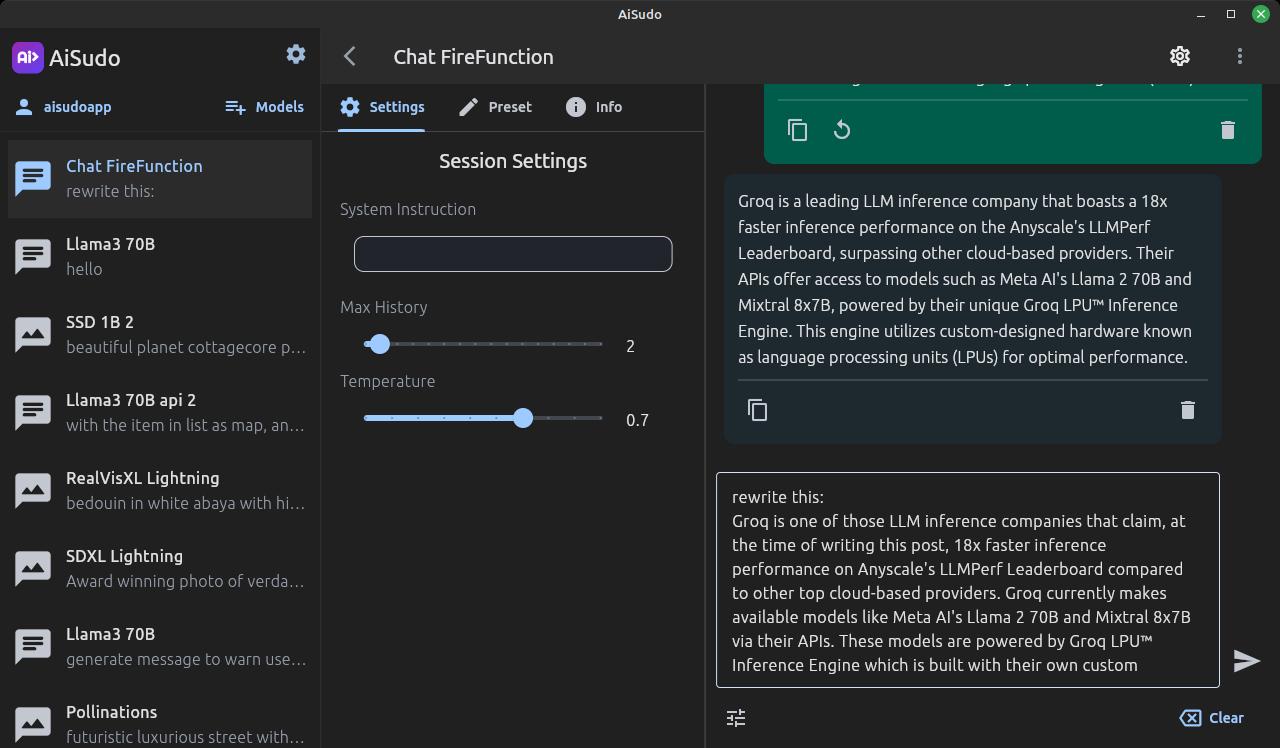 AiSudo
Ai>
AiSudo
aisudoapp
Models
Chat FireFunction
rewrite this:
Llama3 70B
hello
SSD 1B 2
beautiful planet cottagecore p...
Llama3 70B api 2
with the item in list as map, an...
RealVisXL Lightning
bedouin in white abaya with hi...
SDXL Lightning
Award winning photo of verda...
Llama3 70B
generate message to warn use...
Pollinations
futuristic luxurious street with...
Chat FireFunction
Settings
Preset
Info
Session Settings
System Instruction
Max History
2
Temperature
0.7
Groq is a leading LLM inference company that boasts a 18x
faster inference performance on the Anyscale's LLMPerf
Leaderboard, surpassing other cloud-based providers. Their
APIs offer access to models such as Meta AI's Llama 2 70B and
Mixtral 8x7B, powered by their unique Groq LPU™ Inference
Engine. This engine utilizes custom-designed hardware known
as language processing units (LPUs) for optimal performance.
rewrite this:
Groq is one of those LLM inference companies that claim, at
the time of writing this post, 18x faster inference
performance on Anyscale's LLMPerf Leaderboard compared
to other top cloud-based providers. Groq currently makes
available models like Meta AI's Llama 2 70B and Mixtral 8x7B
via their APIs. These models are powered by Groq LPU™
Inference Engine which is built with their own custom
Clear